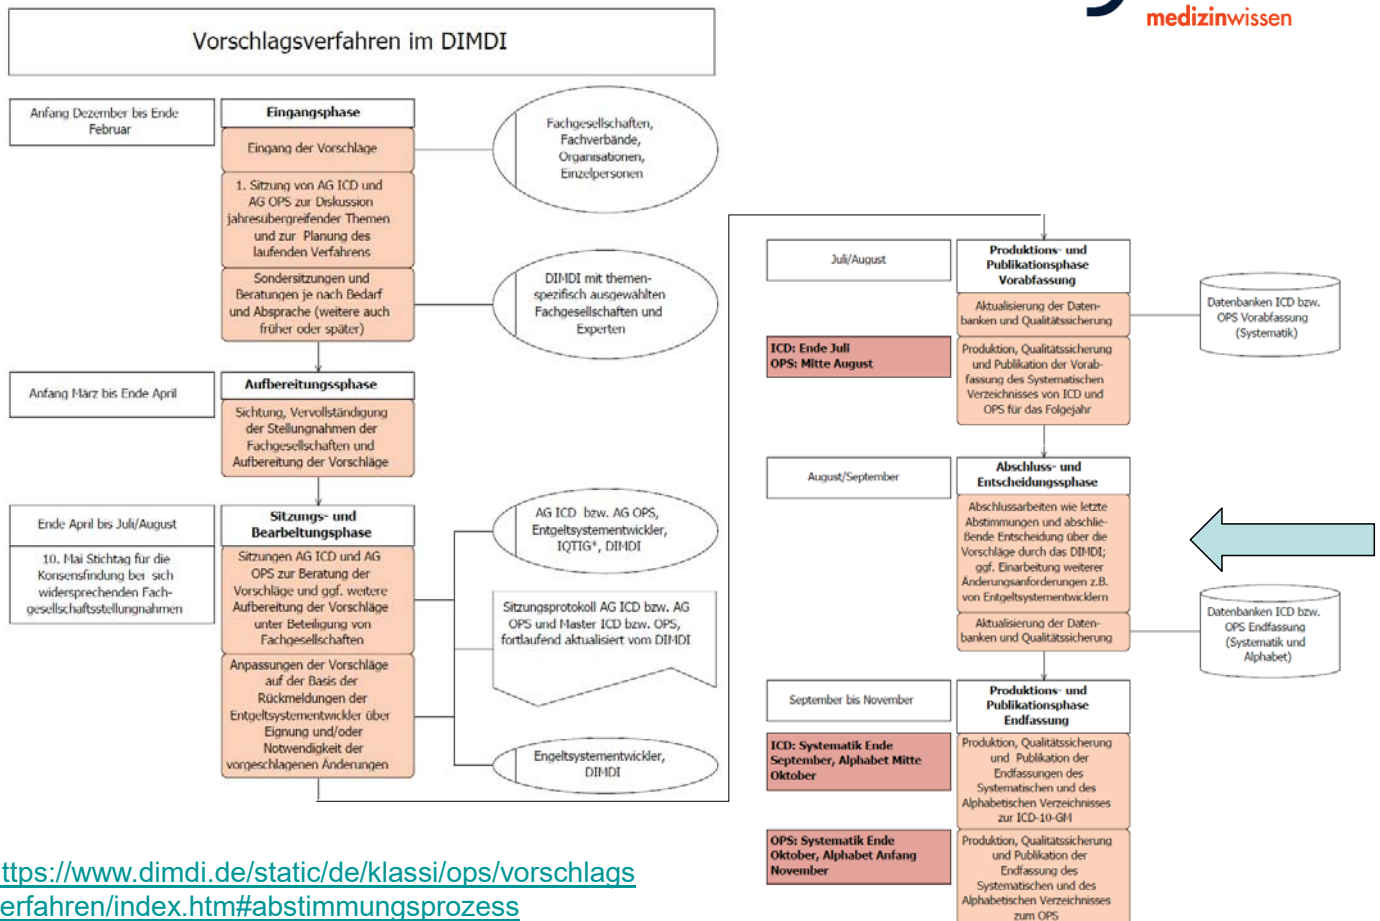 medizinwissen
Vorschlagsverfahren im DIMDI
Anfang Dezember bis Ende
Februar
Eingangsphase
Eingang der Vorschläge
1. Sitzung von AG ICD und
AG OPS zur Diskussion
jahresübergreifender Themen
und zur Planung des
laufenden Verfahrens
Sondersitzungen und
Beratungen je nach Bedarf
und Absprache (weitere auch
früher oder später)
Fachgesellschaften,
Fachverbände,
Organisationen,
Einzelpersonen
DIMDI mit themen-
spezifisch ausgewählten
Fachgesellschaften und
Experten
Anfang März bis Ende April
Aufbereitungssphase
Sichtung, Vervollständigung
der Stellungnahmen der
Fachgesellschaften und
Aufbereitung der Vorschläge
Ende April bis Juli/August
10. Mai Stichtag für die
Konsensfindung bei sich
widersprechenden Fach-
gesellschaftsstellungnahmen
Sitzungs- und
Bearbeitungsphase
Sitzungen AG ICD und AG
OPS zur Beratung der
Vorschläge und ggf. weitere
Aufbereitung der Vorschläge
unter Beteiligung von
Fachgesellschaften
Anpassungen der Vorschläge
auf der Basis der
Rückmeldungen der
Entgeltsystementwickler über
Eignung und/oder
Notwendigkeit der
vorgeschlagenen Änderungen
AG ICD bzw. AG OPS,
Entgeltsystementwickler,
IQTIG*, DIMDI
Sitzungsprotokoll AG ICD bzw. AG
OPS und Master ICD bzw. OPS,
fortlaufend aktualisiert vom DIMDI
Engeltsystementwickler,
DIMDI
Juli/August
Produktions- und
Publikationsphase
Vorabfassung
Aktualisierung der Daten-
banken und Qualitätssicherung
Datenbanken ICD bzw.
OPS Vorabfassung
(Systematik)
ICD: Ende Juli
OPS: Mitte August
Produktion, Qualitätssicherung
und Publikation der Vorab-
fassung des Systematischen
Verzeichnisses von ICD und
OPS für das Folgejahr
August/September
Abschluss- und
Entscheidungssphase
Abschlussarbeiten wie letzte
Abstimmungen und abschlie-
ßende Entscheidung über die
Vorschläge durch das DIMDI;
ggf. Einarbeitung weiterer
Änderungsanforderungen z.B.
von Entgeltsystementwicklern
Aktualisierung der Daten-
banken und Qualitätssicherung
Datenbanken ICD bzw.
OPS Endfassung
(Systematik und
Alphabet)
September bis November
Produktions- und
Publikationsphase
Endfassung
ICD: Systematik Ende
September, Alphabet Mitte
Oktober
Produktion, Qualitätssicherung
und Publikation der
Endfassungen des
Systematischen und des
Alphabetischen Verzeichnisses
zur ICD-10-GM
OPS: Systematik Ende
Oktober, Alphabet Anfang
November
Produktion, Qualitätssicherung
und Publikation der
Endfassung des
Systematischen und des
Alphabetischen Verzeichnisses
zum OPS
ttps://www.dimdi.de/static/de/klassi/ops/vorschlags
erfahren/index.htm#abstimmungsprozess